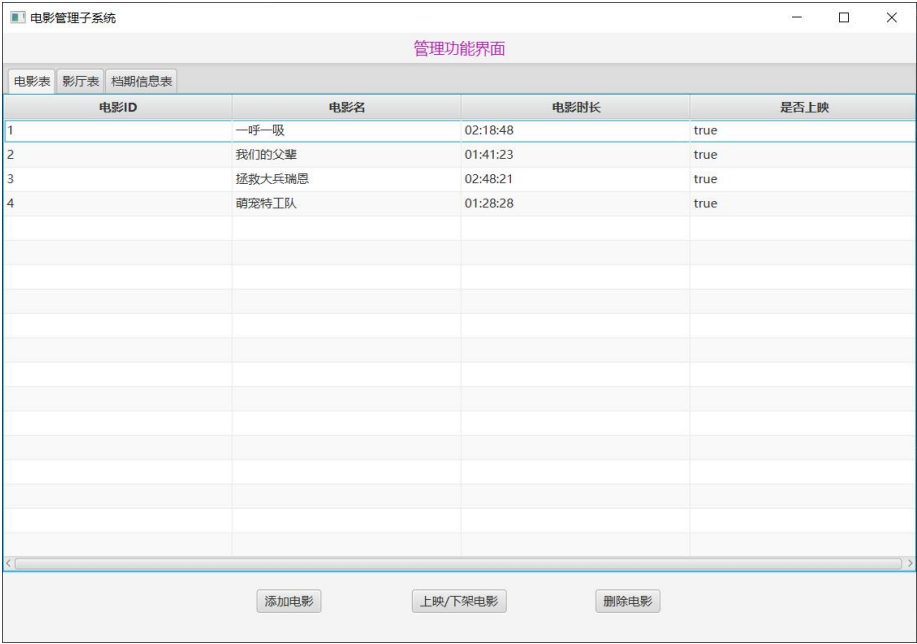 电影管理子系统
管理功能界面
电影表 影厅表 档期信息表
电影ID 电影名 电影时长 是否上映
1 一呼一吸 02:18:48 true
2 我们的父辈 01:41:23 true
3 拯救大兵瑞恩 02:48:21 true
4 萌宠特工队 01:28:28 true
添加电影 上映/下架电影 删除电影